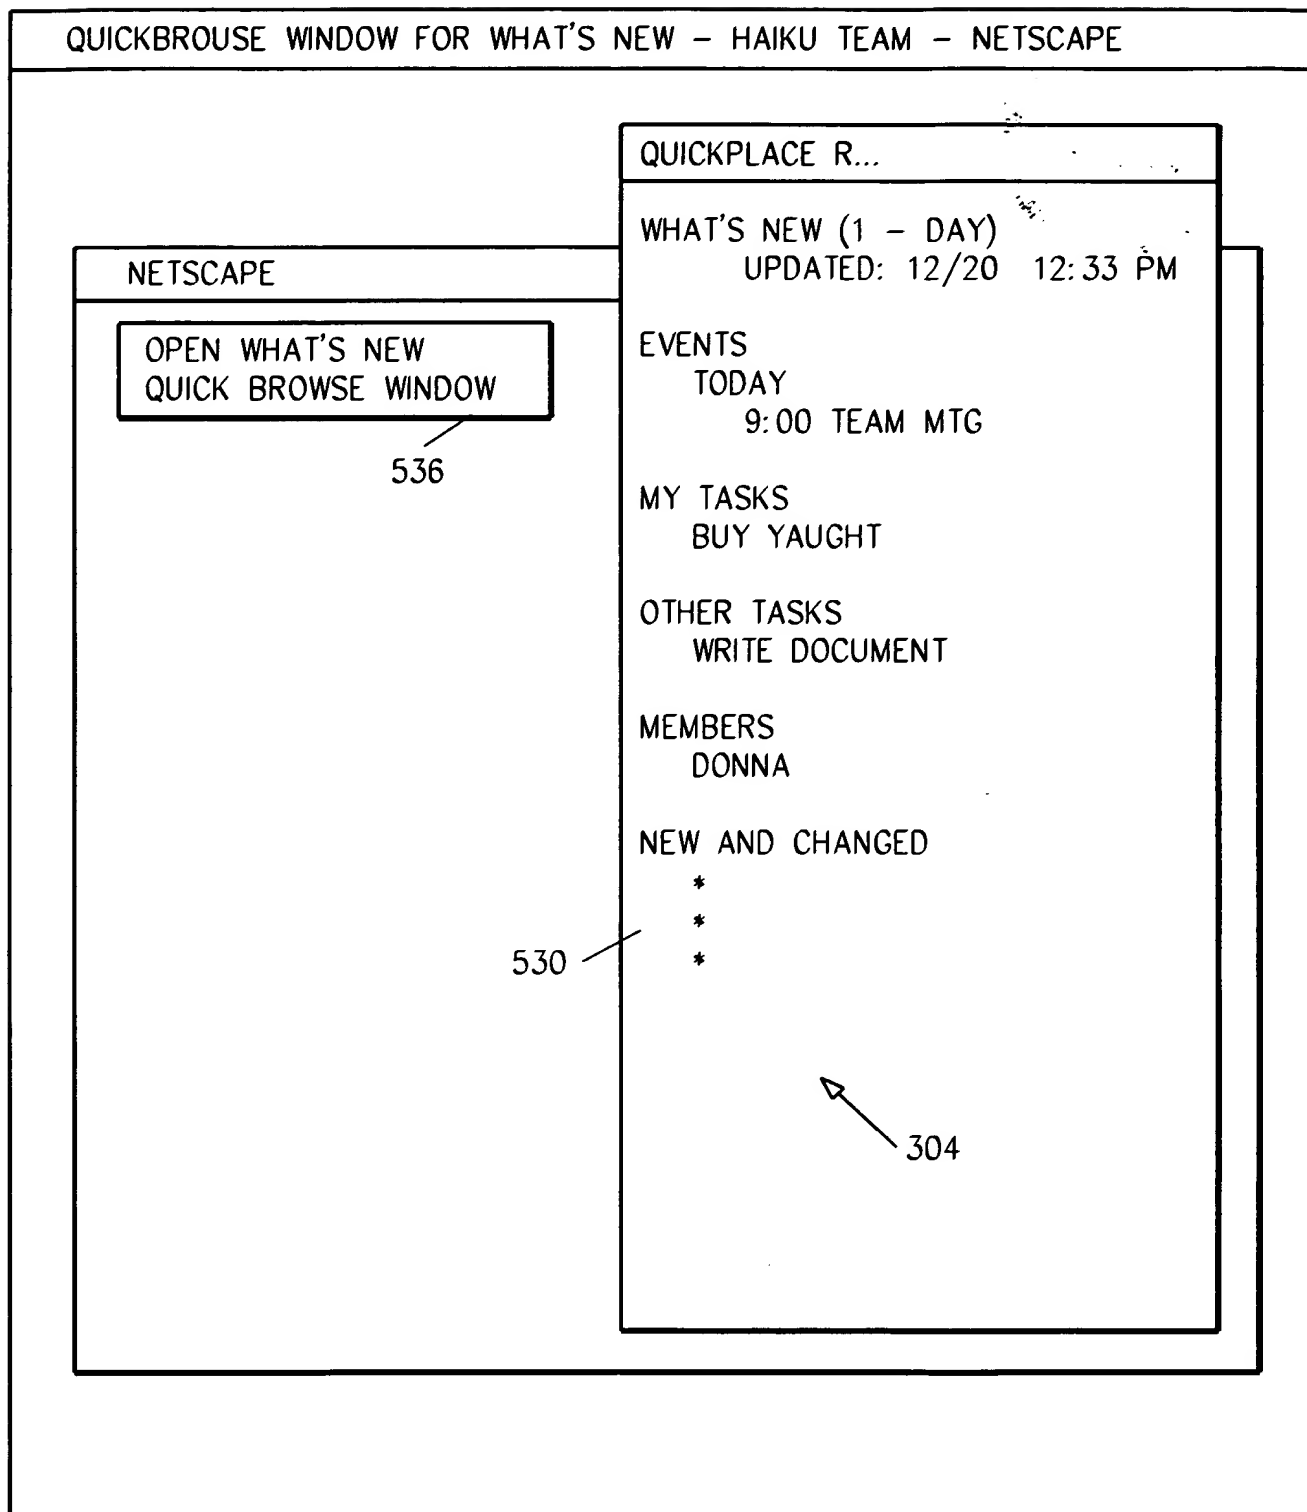 QUICKBROUSE WINDOW FOR WHAT'S NEW – HAIKU TEAM – NETSCAPE
QUICKPLACE R...
WHAT'S NEW (1 – DAY)
UPDATED: 12/20 12:33 PM
NETSCAPE
OPEN WHAT'S NEW
QUICK BROWSE WINDOW
536
EVENTS
TODAY
9:00 TEAM MTG
MY TASKS
BUY YAUGHT
OTHER TASKS
WRITE DOCUMENT
MEMBERS
DONNA
NEW AND CHANGED
*
*
*
530
304